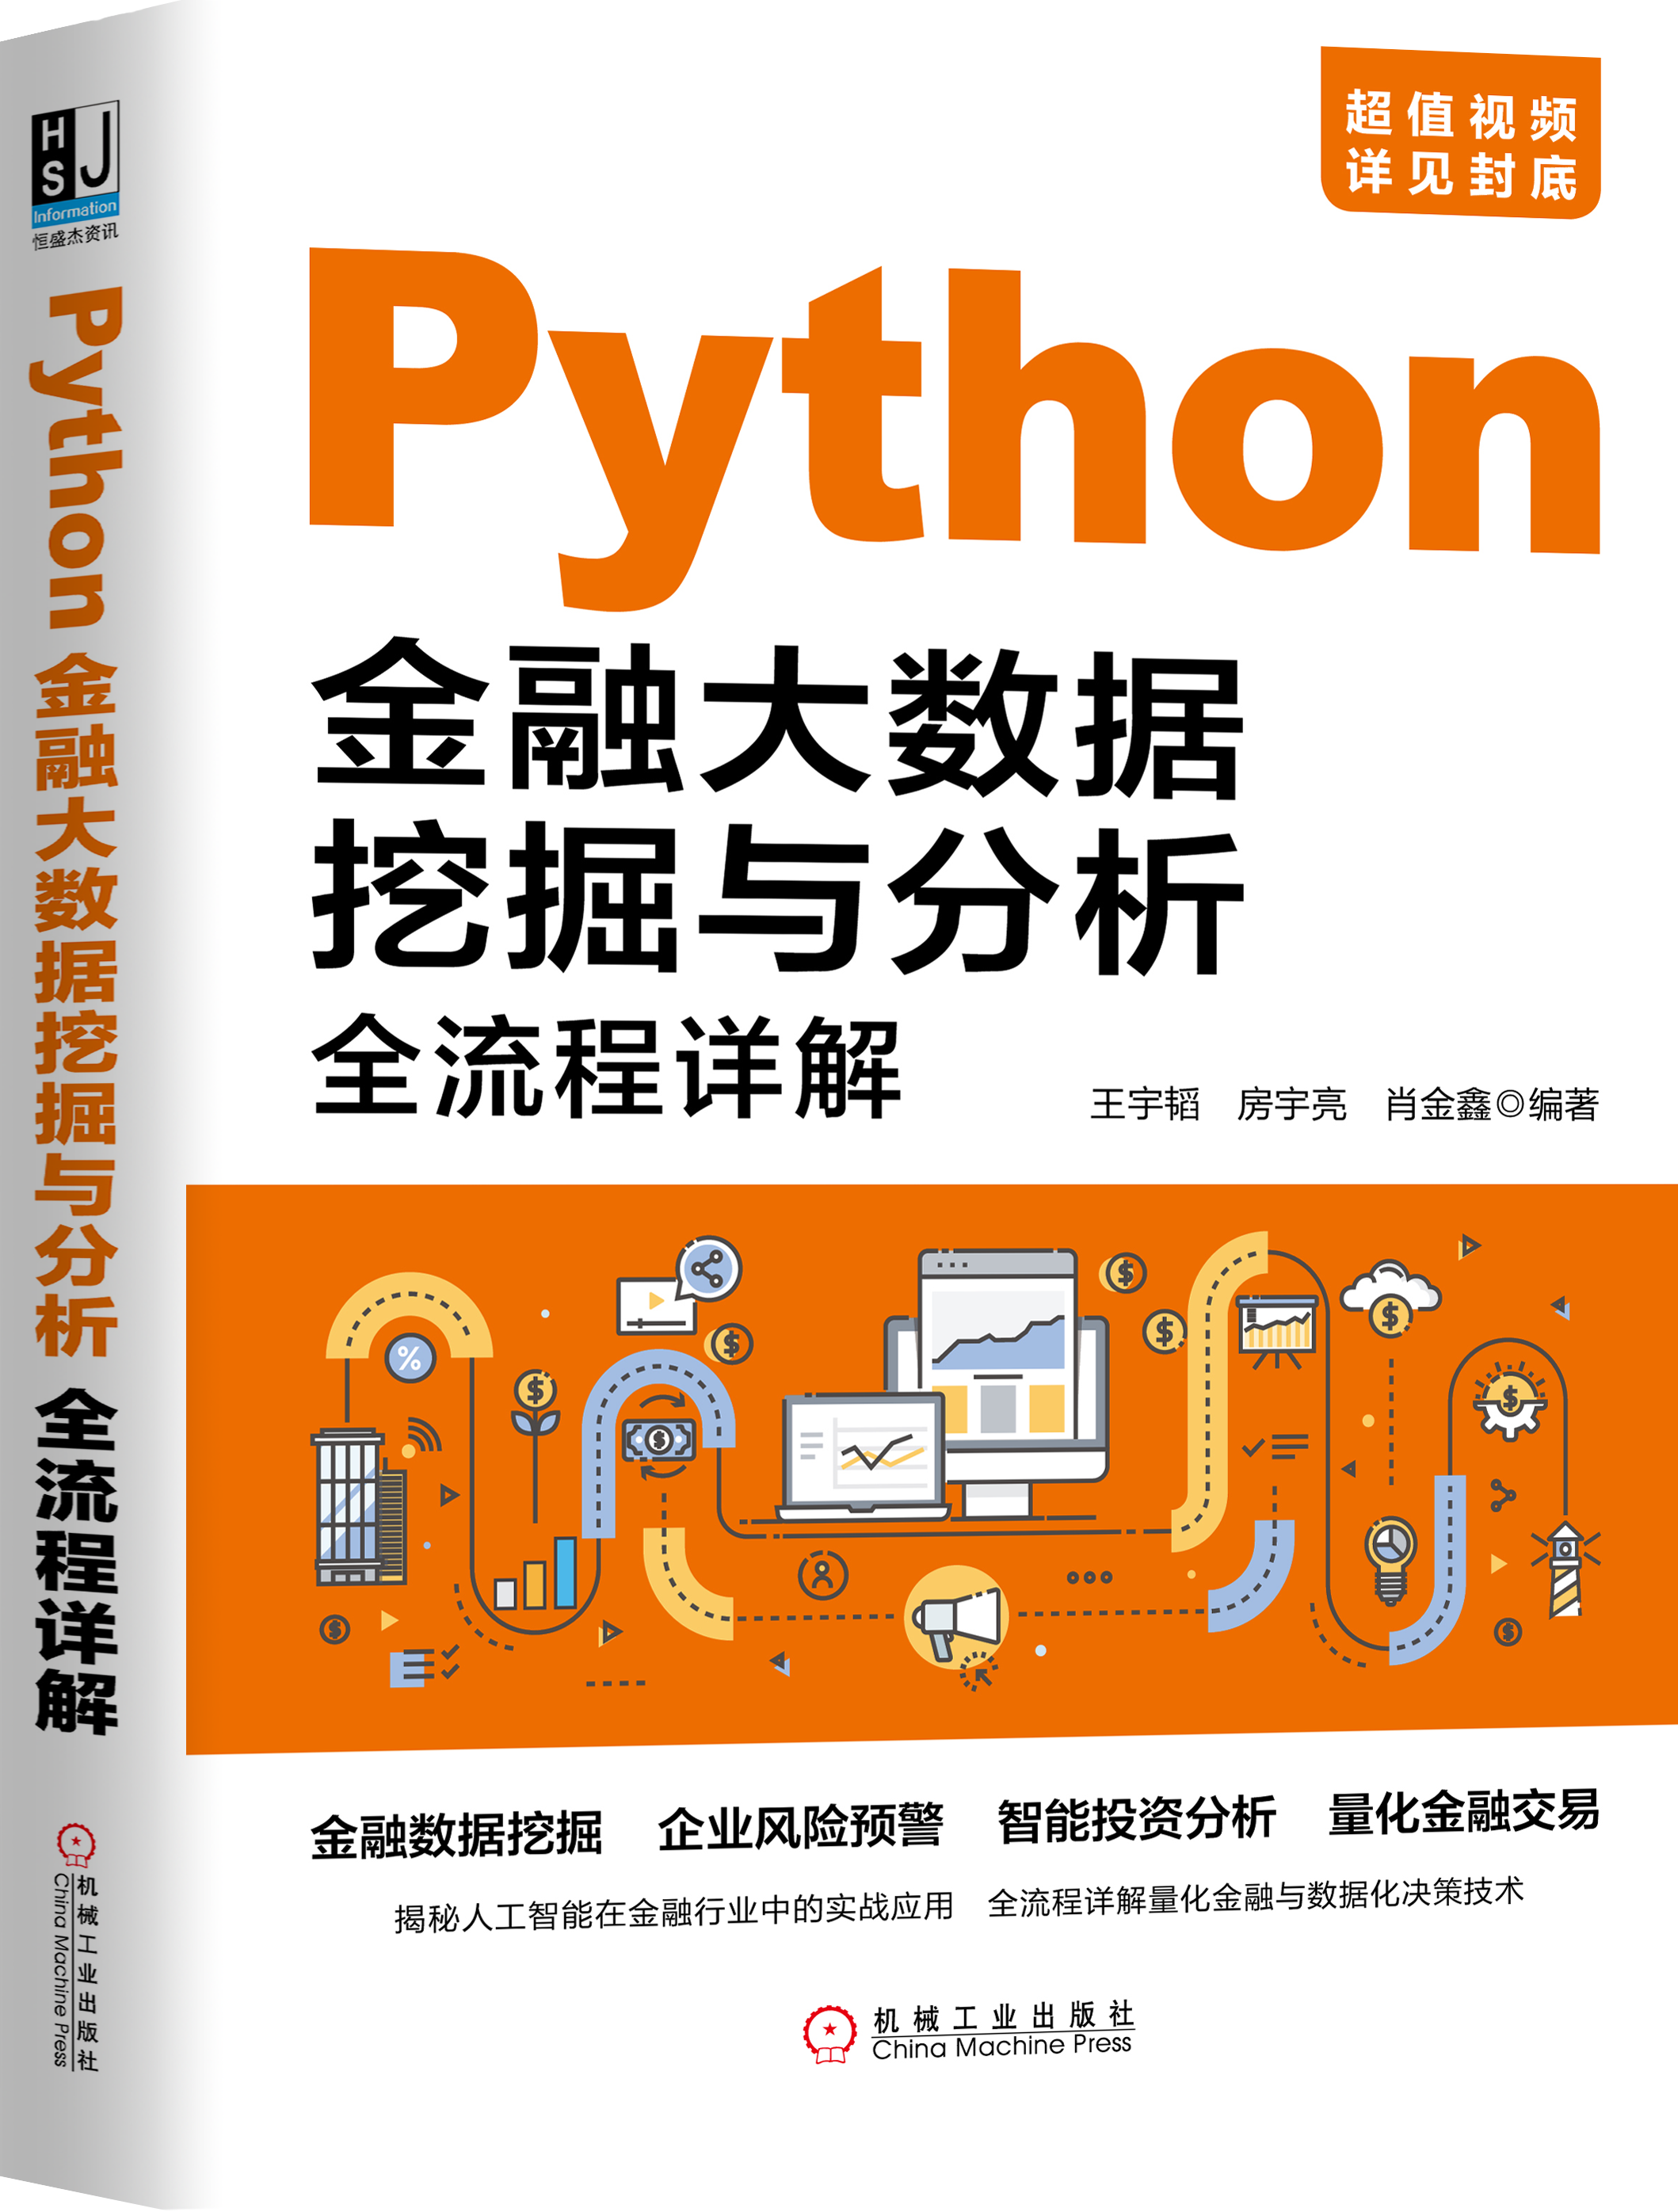 HSJ
Information
恒盛杰资讯
Python 金融大数据挖掘与分析 全流程详解
机械工业出版社
China Machine Press
超值视频
详见封底
Python
金融大数据
挖掘与分析
全流程详解
王宇韬 房宇亮 肖金鑫◎编著
%
$
$
$
$
$
$
$
$
$
$
金融数据挖掘 企业风险预警 智能投资分析 量化金融交易
揭秘人工智能在金融行业中的实战应用 全流程详解量化金融与数据化决策技术
机械工业出版社
China Machine Press